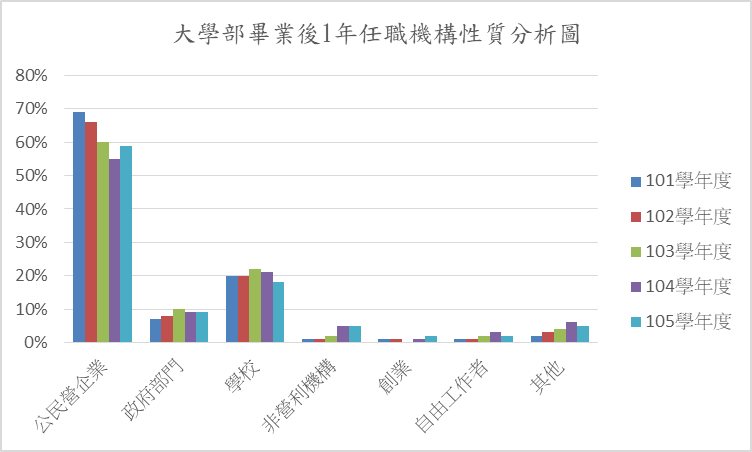 大學部畢業後1年任職機構性質分析圖
80%
70%
60%
50%
40%
30%
20%
10%
0%
公民營企業
政府部門
學校
非營利機構
創業
自由工作者
其他
101學年度
102學年度
103學年度
104學年度
105學年度